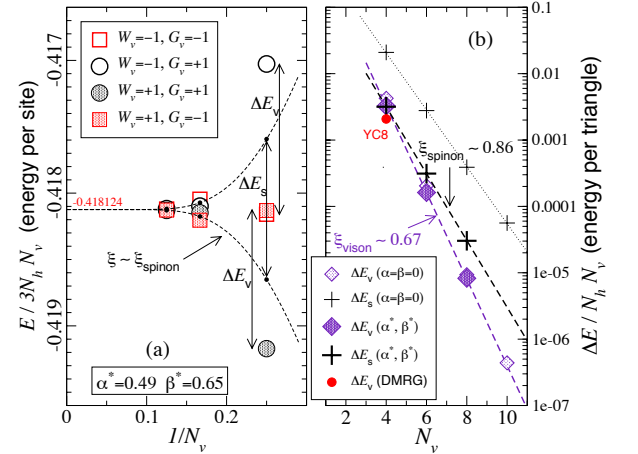 E / 3N_h N_v (energy per site)
-0.417
-0.418
-0.419
W_v=-1, G_v=-1
W_v=-1, G_v=+1
W_v=+1, G_v=+1
W_v=+1, G_v=-1
ΔE_v
ΔE_s
ΔE_v
-0.418124
ξ ~ ξ_spinon
(a)
α*=0.49 β*=0.65
0 0.1 0.2
1/N_v
(b)
YC8
ξ_spinon ~ 0.86
ξ_vison ~ 0.67
ΔE_v (α=β=0)
ΔE_s (α=β=0)
ΔE_v (α*, β*)
ΔE_s (α*, β*)
ΔE_v (DMRG)
2 4 6 8 10
N_v
0.1
0.01
0.001
0.0001
1e-05
1e-06
1e-07
ΔE / N_h N_v (energy per triangle)